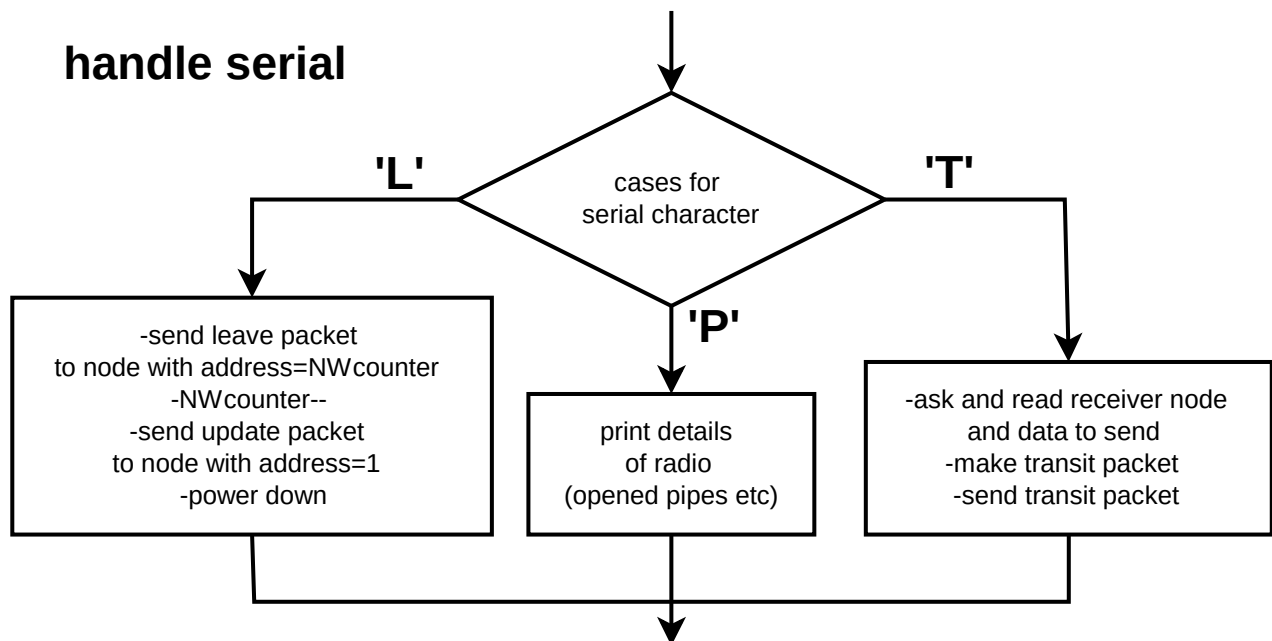 handle serial
'L'
cases for
serial character
'T'
'P'
-send leave packet
to node with address=NWcounter
-NWcounter--
-send update packet
to node with address=1
-power down
print details
of radio
(opened pipes etc)
-ask and read receiver node
and data to send
-make transit packet
-send transit packet